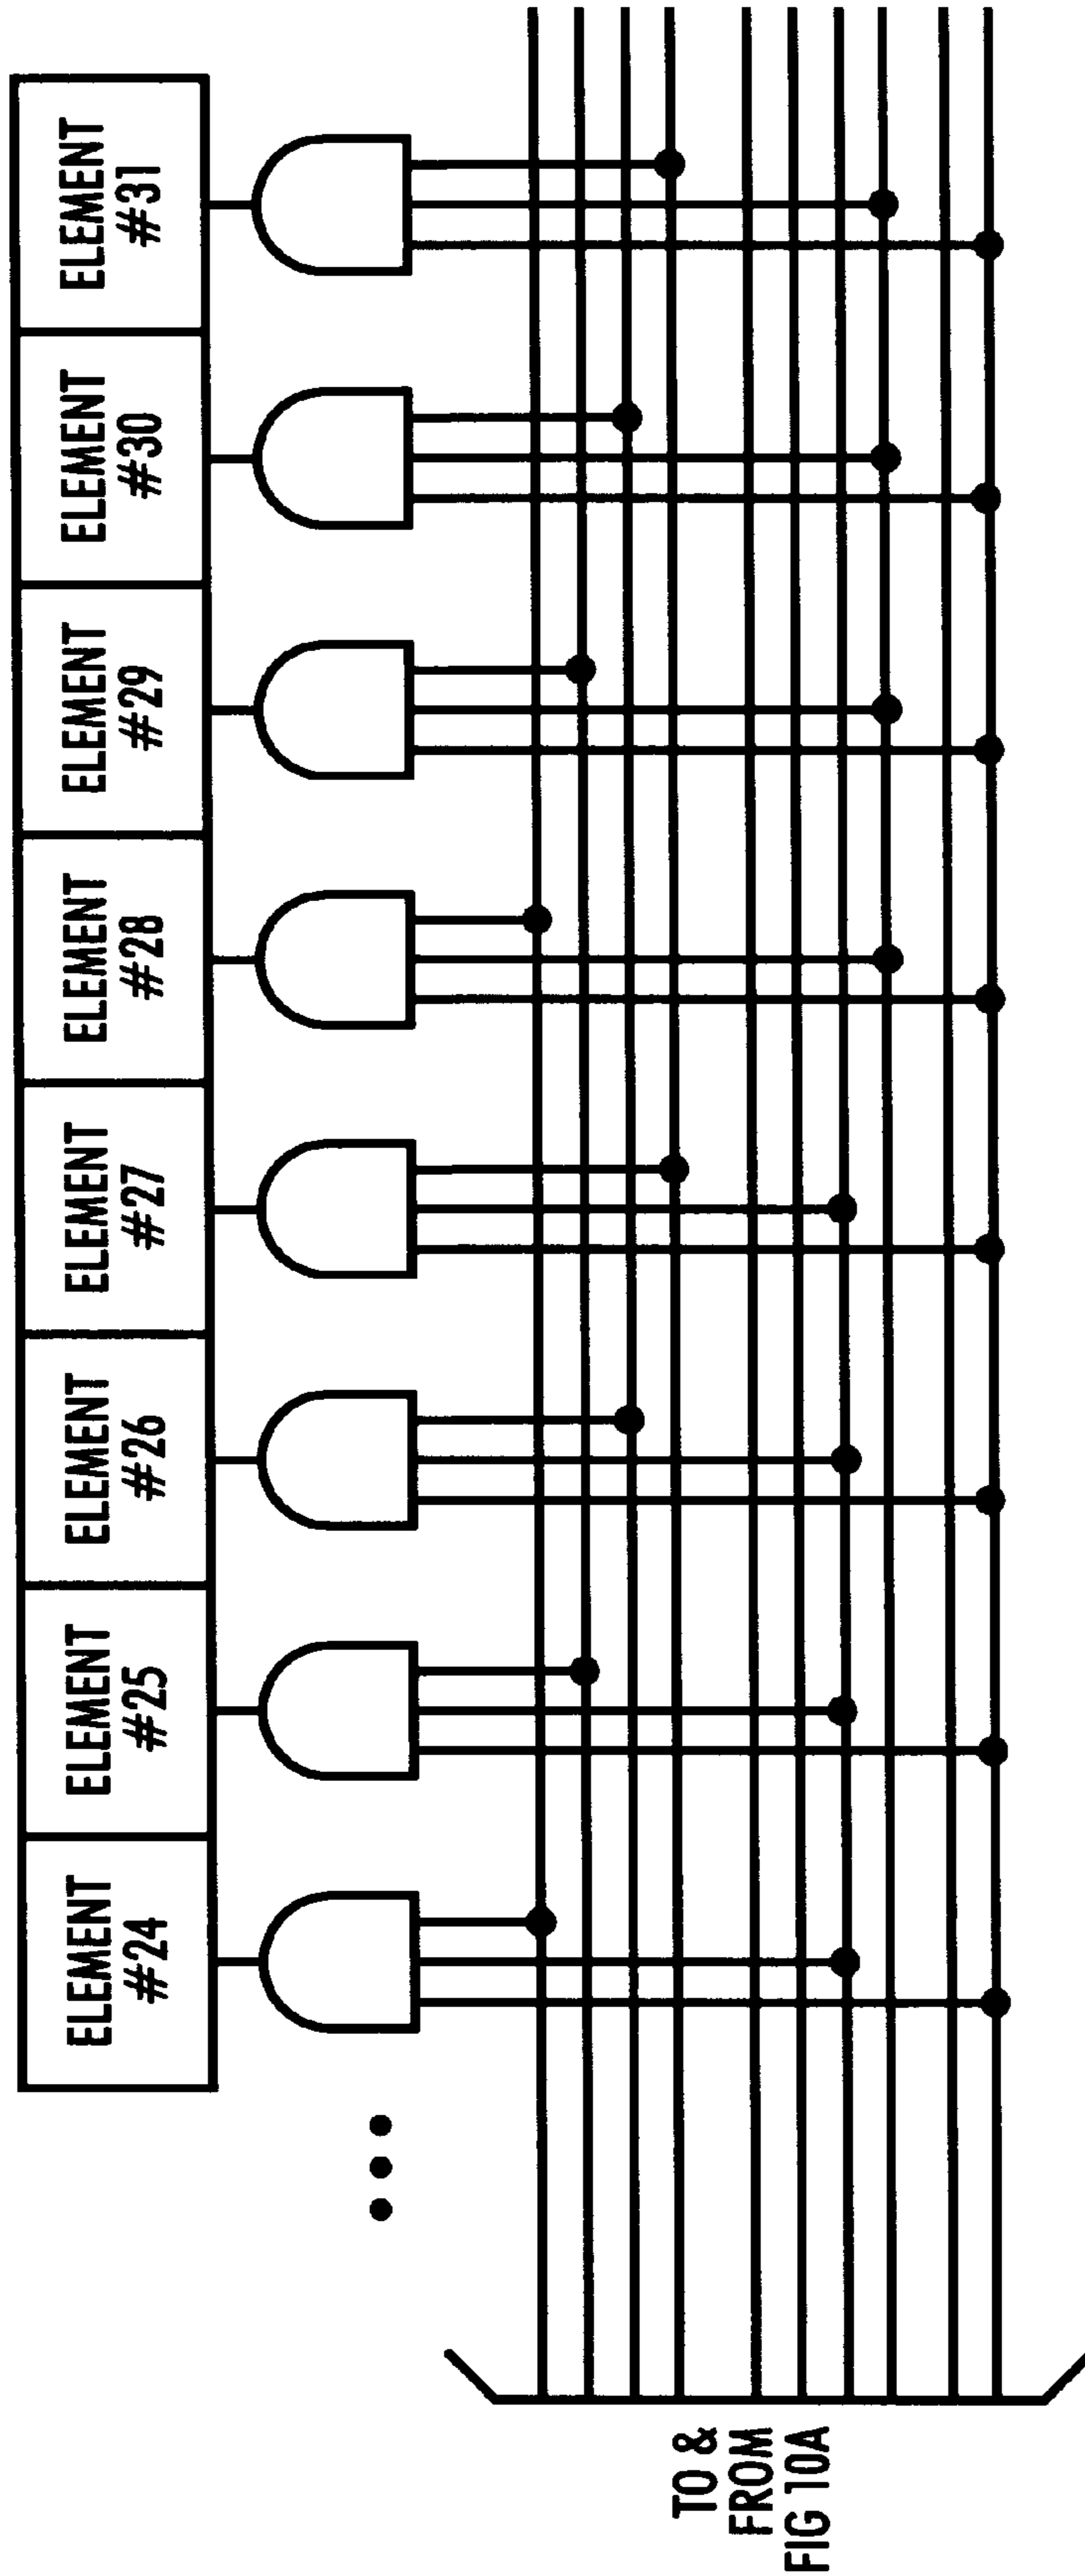 ELEMENT
#24
ELEMENT
#25
ELEMENT
#26
ELEMENT
#27
ELEMENT
#28
ELEMENT
#29
ELEMENT
#30
ELEMENT
#31
TO &
FROM
FIG 10A